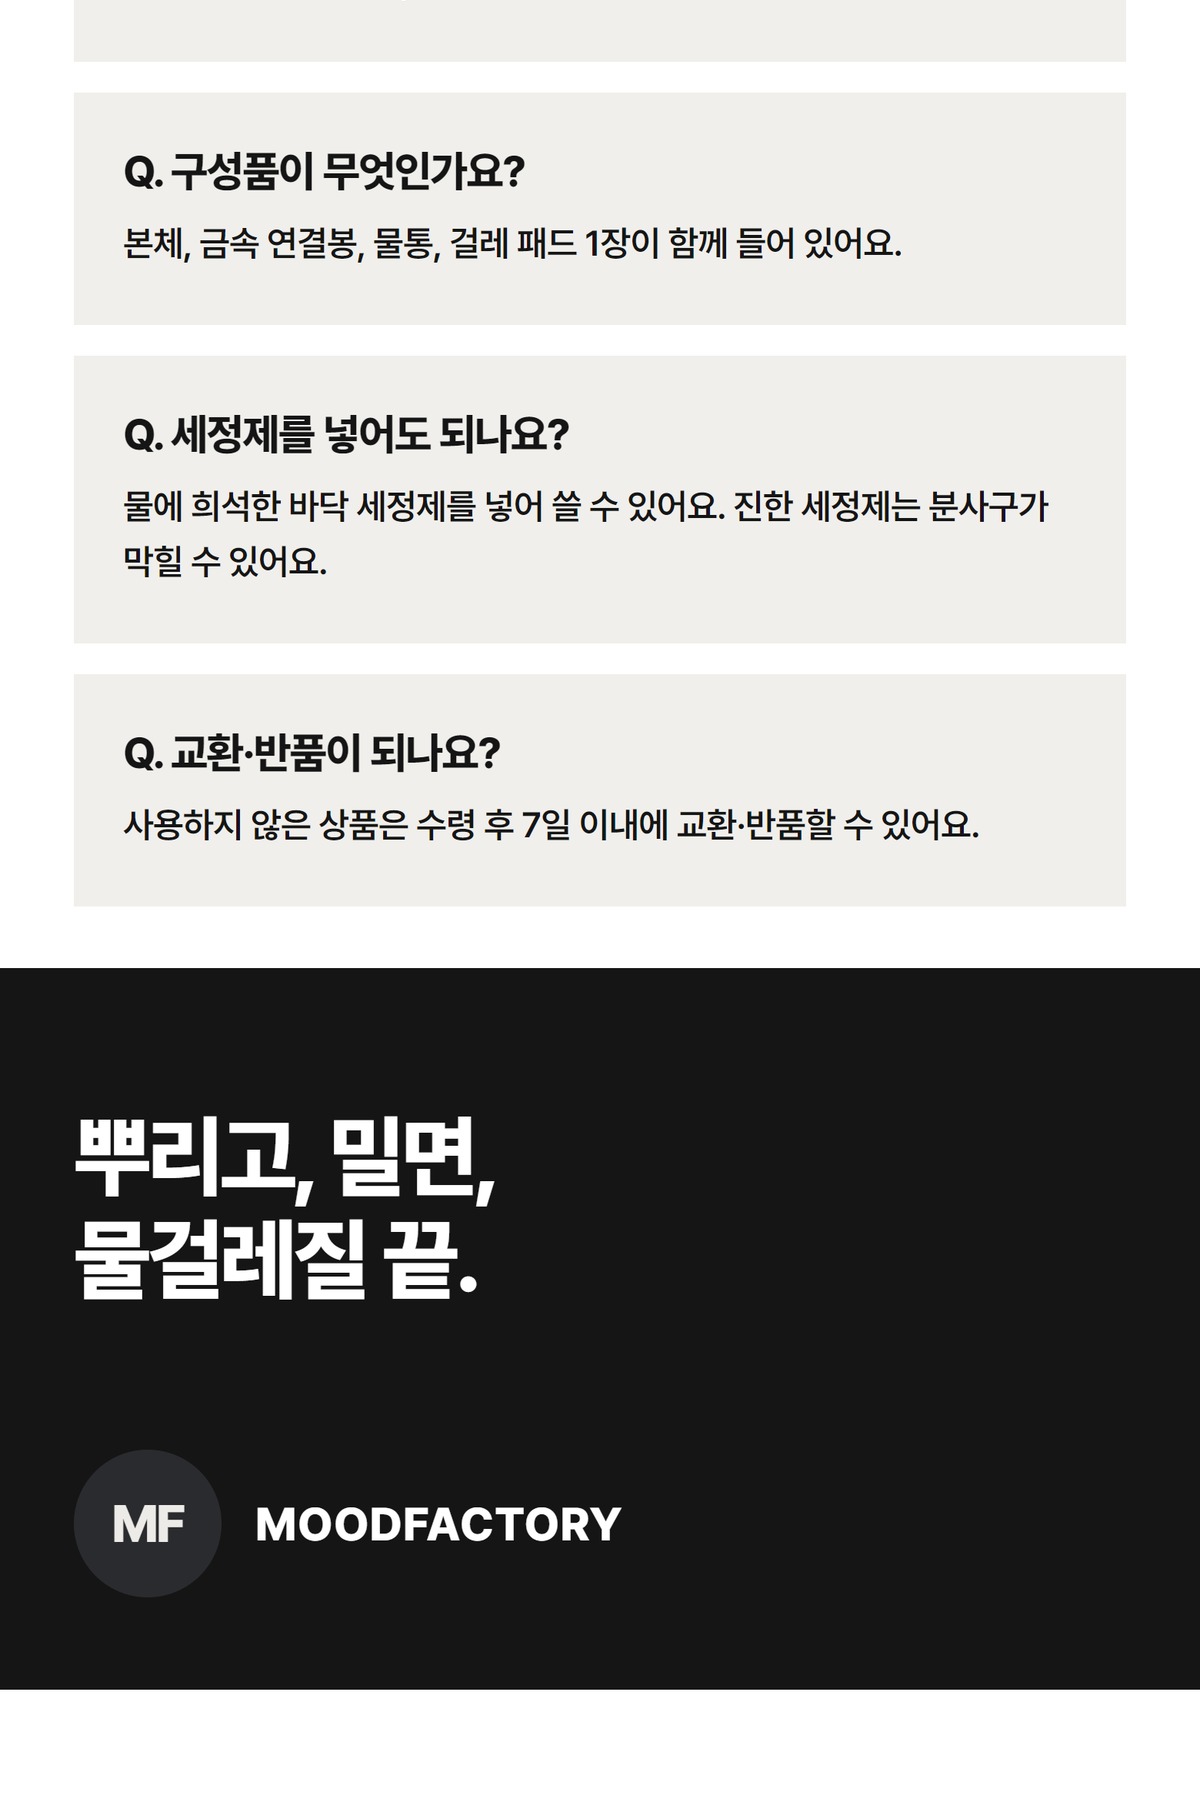 Q. 구성품이 무엇인가요?
본체, 금속 연결봉, 물통, 걸레 패드 1장이 함께 들어 있어요.
Q. 세정제를 넣어도 되나요?
물에 희석한 바닥 세정제를 넣어 쓸 수 있어요. 진한 세정제는 분사구가
막힐 수 있어요.
Q. 교환·반품이 되나요?
사용하지 않은 상품은 수령 후 7일 이내에 교환·반품할 수 있어요.
뿌리고, 밀면,
물걸레질 끝.
MF MOODFACTORY